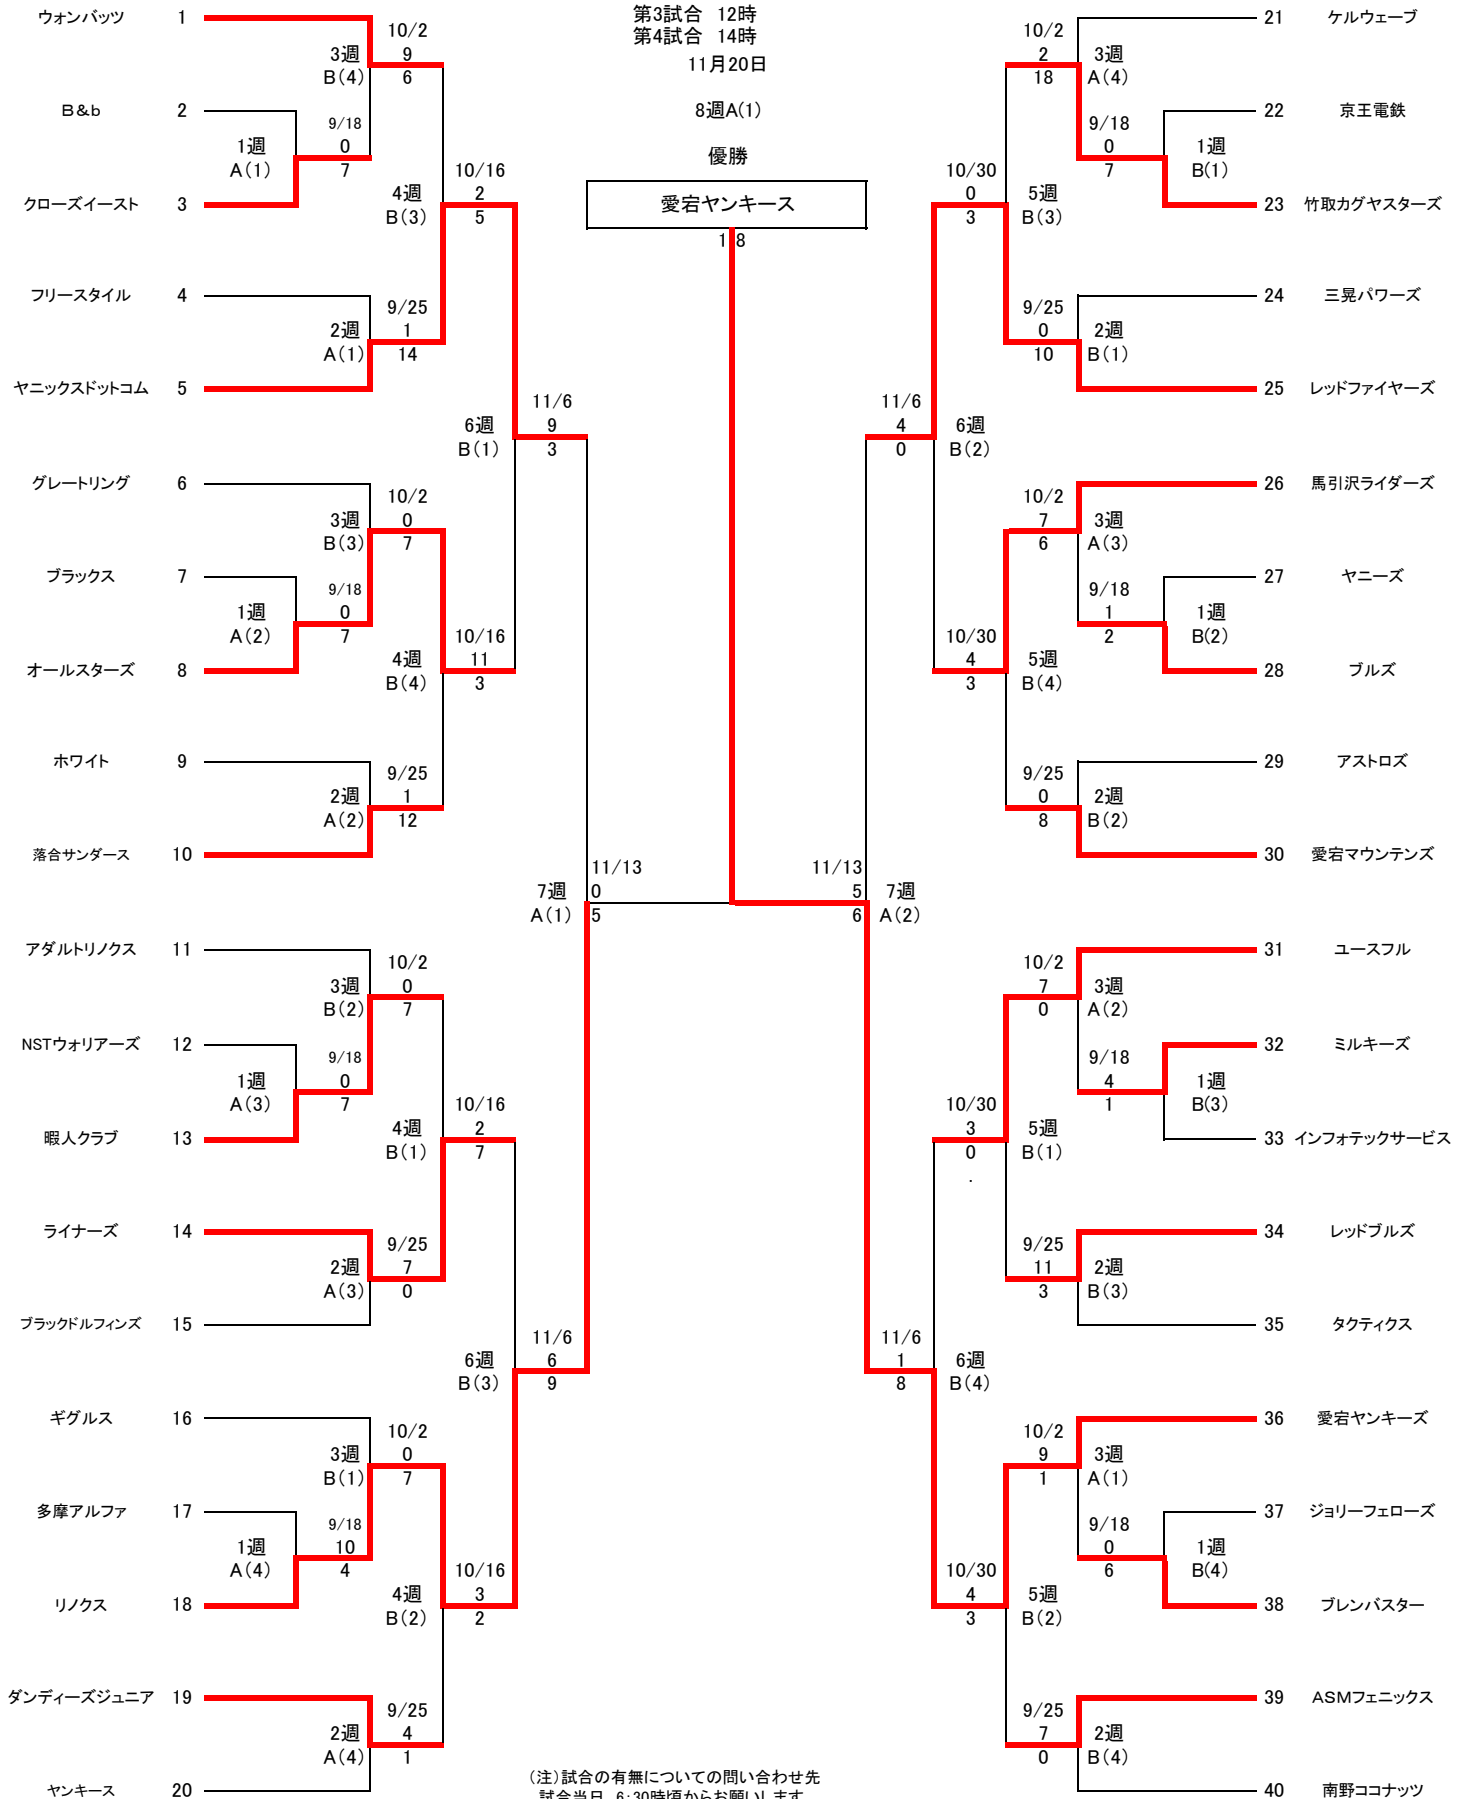 第3試合　12時
第4試合　14時
11月20日
8週A(1)
優勝
愛宕ヤンキース
1 8
ウォンバッツ 1
10/2
3週 9
B(4) 6
B&b 2
9/18
1週 0
A(1) 7
クローズイースト 3
10/16
4週 2
B(3) 5
フリースタイル 4
9/25
2週 1
A(1) 14
ヤニックスドットコム 5
11/6
6週 9
B(1) 3
グレートリング 6
10/2
3週 0
B(3) 7
ブラックス 7
9/18
1週 0
A(2) 7
オールスターズ 8
10/16
4週 11
B(4) 3
ホワイト 9
9/25
2週 1
A(2) 12
落合サンダース 10
11/13
7週 0
A(1) 5
アダルトリノクス 11
10/2
3週 0
B(2) 7
NSTウォリアーズ 12
9/18
1週 0
A(3) 7
暇人クラブ 13
10/16
4週 2
B(1) 7
ライナーズ 14
9/25
2週 7
A(3) 0
ブラックドルフィンズ 15
11/6
6週 6
B(3) 9
ギグルス 16
10/2
3週 0
B(1) 7
多摩アルファ 17
9/18
1週 10
A(4) 4
リノクス 18
10/16
4週 3
B(2) 2
ダンディーズジュニア 19
9/25
2週 4
A(4) 1
ヤンキース 20
21 ケルウェーブ
10/2
2 3週
18 A(4)
22 京王電鉄
9/18
0 1週
7 B(1)
23 竹取カグヤスターズ
10/30
0 5週
3 B(3)
24 三晃パワーズ
9/25
0 2週
10 B(1)
25 レッドファイヤーズ
11/6
4 6週
0 B(2)
26 馬引沢ライダーズ
10/2
7 3週
6 A(3)
27 ヤニーズ
9/18
1 1週
2 B(2)
28 ブルズ
10/30
4 5週
3 B(4)
29 アストロズ
9/25
0 2週
8 B(2)
30 愛宕マウンテンズ
11/13
5 7週
6 A(2)
31 ユースフル
10/2
7 3週
0 A(2)
32 ミルキーズ
9/18
4 1週
1 B(3)
33 インフォテックサービス
10/30
3 5週
0 B(1)
.
34 レッドブルズ
9/25
11 2週
3 B(3)
35 タクティクス
11/6
1 6週
8 B(4)
36 愛宕ヤンキーズ
10/2
9 3週
1 A(1)
37 ジョリーフェローズ
9/18
0 1週
6 B(4)
38 ブレンバスター
10/30
4 5週
3 B(2)
39 ASMフェニックス
9/25
7 2週
0 B(4)
40 南野ココナッツ
(注)試合の有無についての問い合わせ先
試合当日 6:30時頃からお願いします